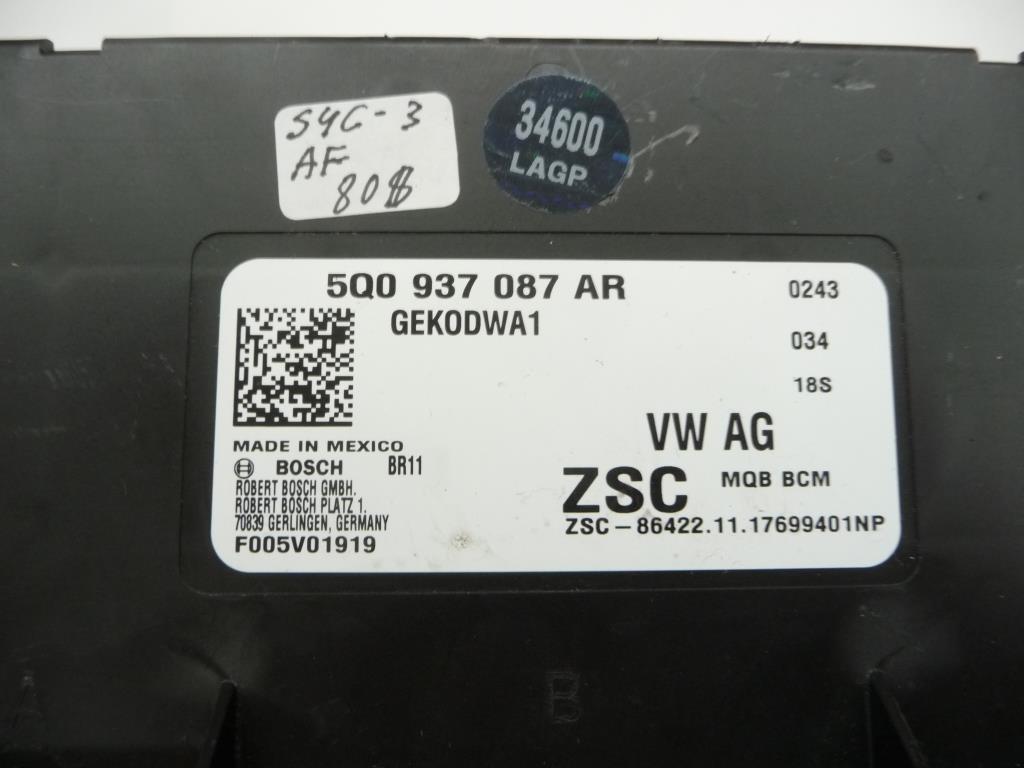 SYC-3
AF
808
34600
LAGP
5Q0 937 087 AR
0243
GEKODWA1
034
18S
VW AG
MADE IN MEXICO
BOSCH BR11
ZSC MQB BCM
ROBERT BOSCH GMBH.
ROBERT BOSCH PLATZ 1.
70839 GERLINGEN, GERMANY
ZSC-86422.11.17699401NP
F005V01919
A
B